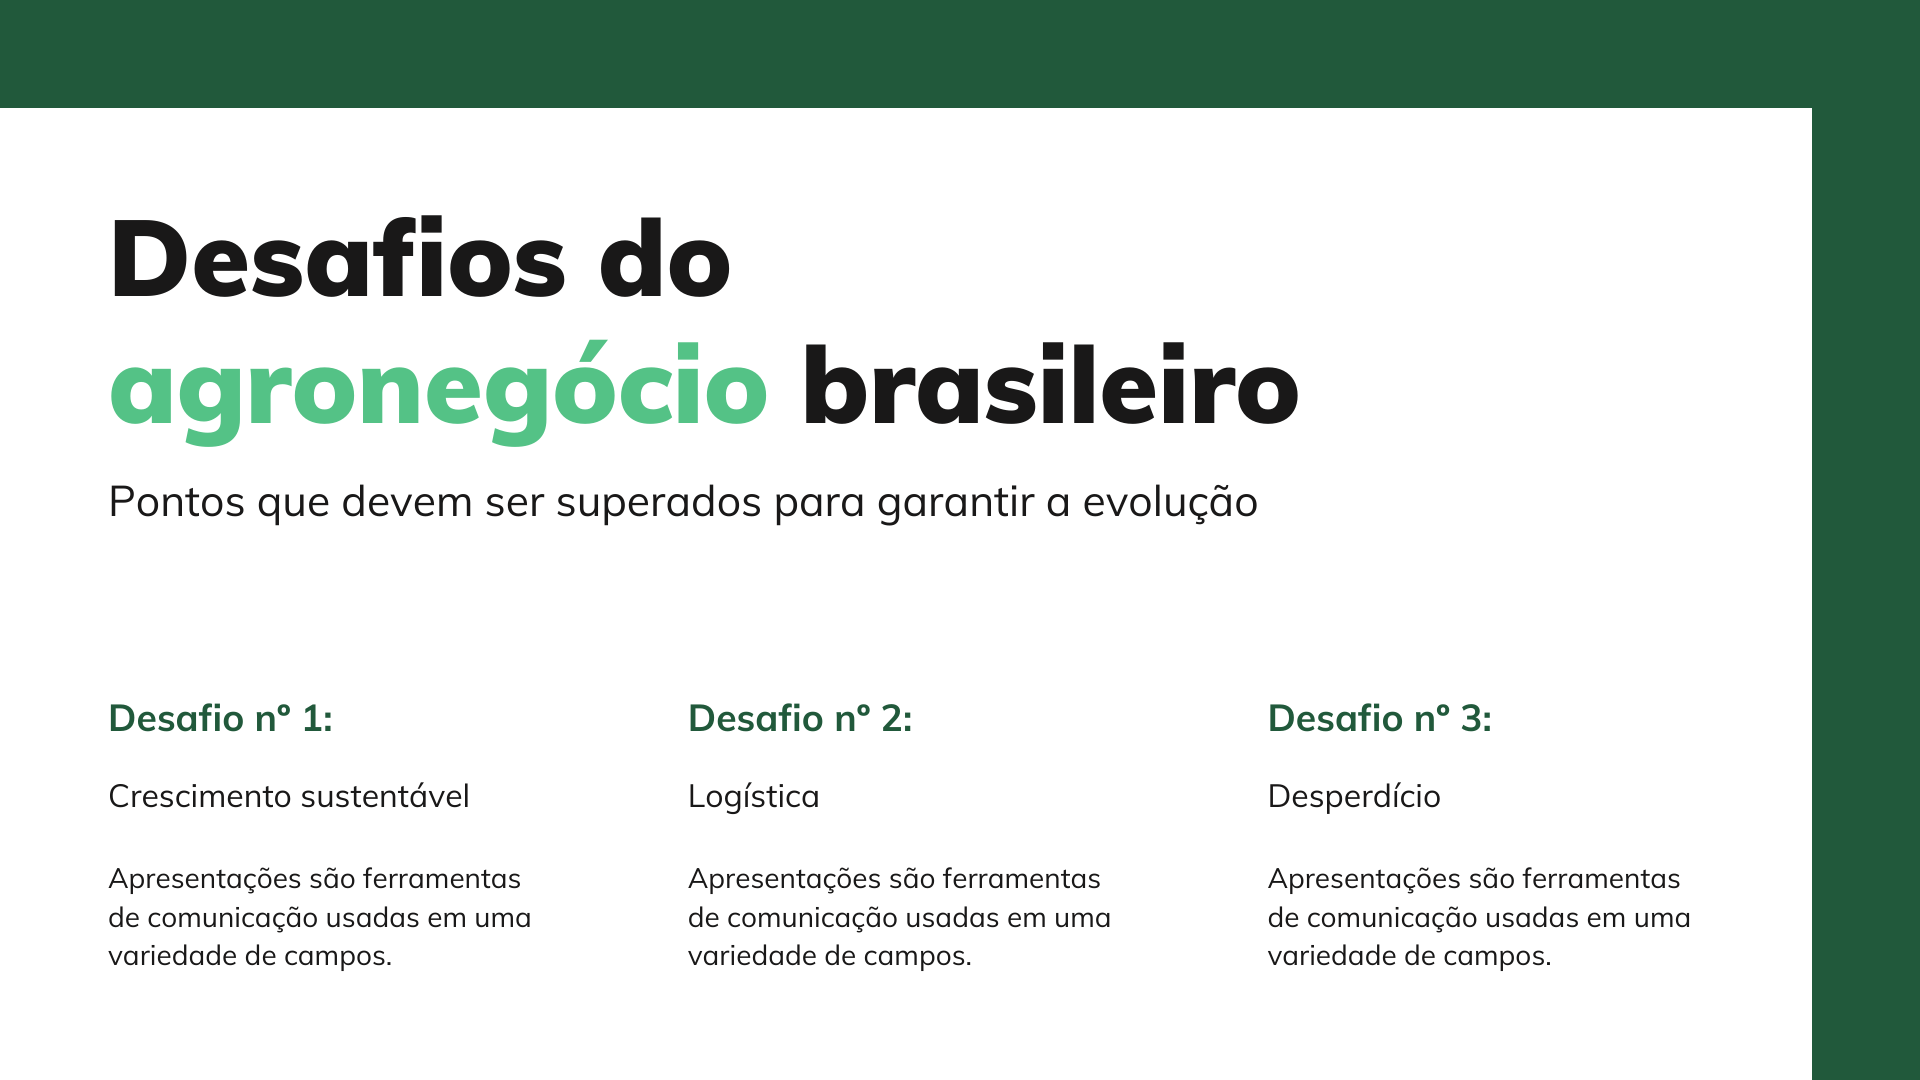 Desafios do
agronegócio brasileiro
Pontos que devem ser superados para garantir a evolução
Desafio nº 1:
Crescimento sustentável
Apresentações são ferramentas
de comunicação usadas em uma
variedade de campos.
Desafio nº 2:
Logística
Apresentações são ferramentas
de comunicação usadas em uma
variedade de campos.
Desafio nº 3:
Desperdício
Apresentações são ferramentas
de comunicação usadas em uma
variedade de campos.